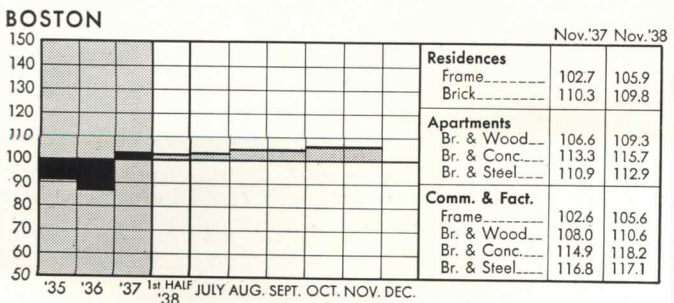 BOSTON
Nov.'37 Nov.'38
150
140
130
120
110
100
90
80
70
60
50
'35 '36 '37 1st HALF '38 JULY AUG. SEPT. OCT. NOV. DEC.
Residences
Frame 102.7 105.9
Brick 110.3 109.8
Apartments
Br. & Wood 106.6 109.3
Br. & Conc. 113.3 115.7
Br. & Steel 110.9 112.9
Comm. & Fact.
Frame 102.6 105.6
Br. & Wood 108.0 110.6
Br. & Conc. 114.9 118.2
Br. & Steel 116.8 117.1